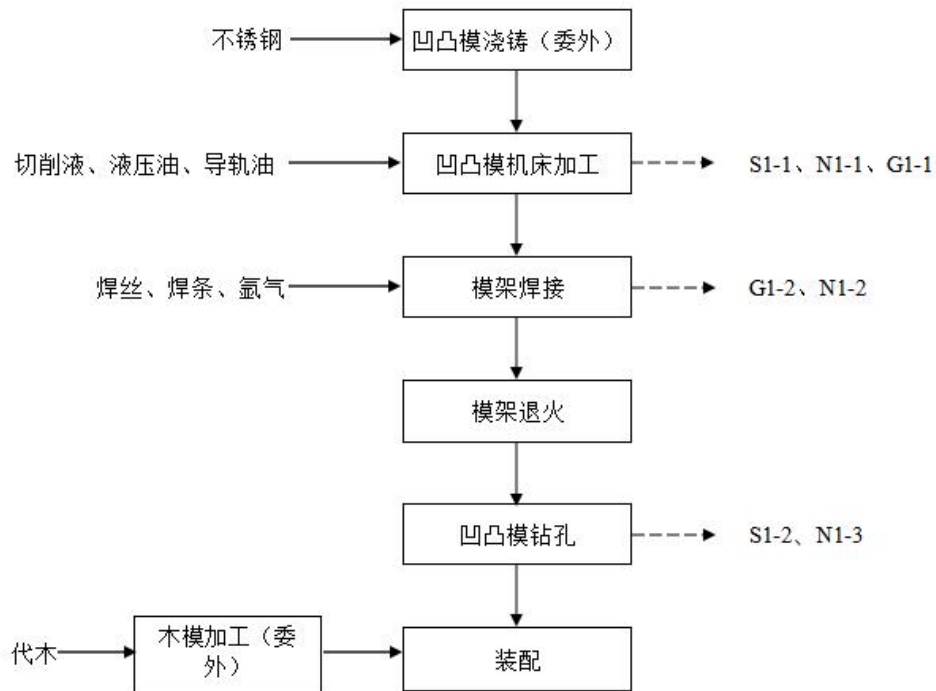 不锈钢
凹凸模浇铸（委外）
切削液、液压油、导轨油
凹凸模机床加工
S1-1、N1-1、G1-1
焊丝、焊条、氩气
模架焊接
G1-2、N1-2
模架退火
凹凸模钻孔
S1-2、N1-3
代木
木模加工（委
外）
装配